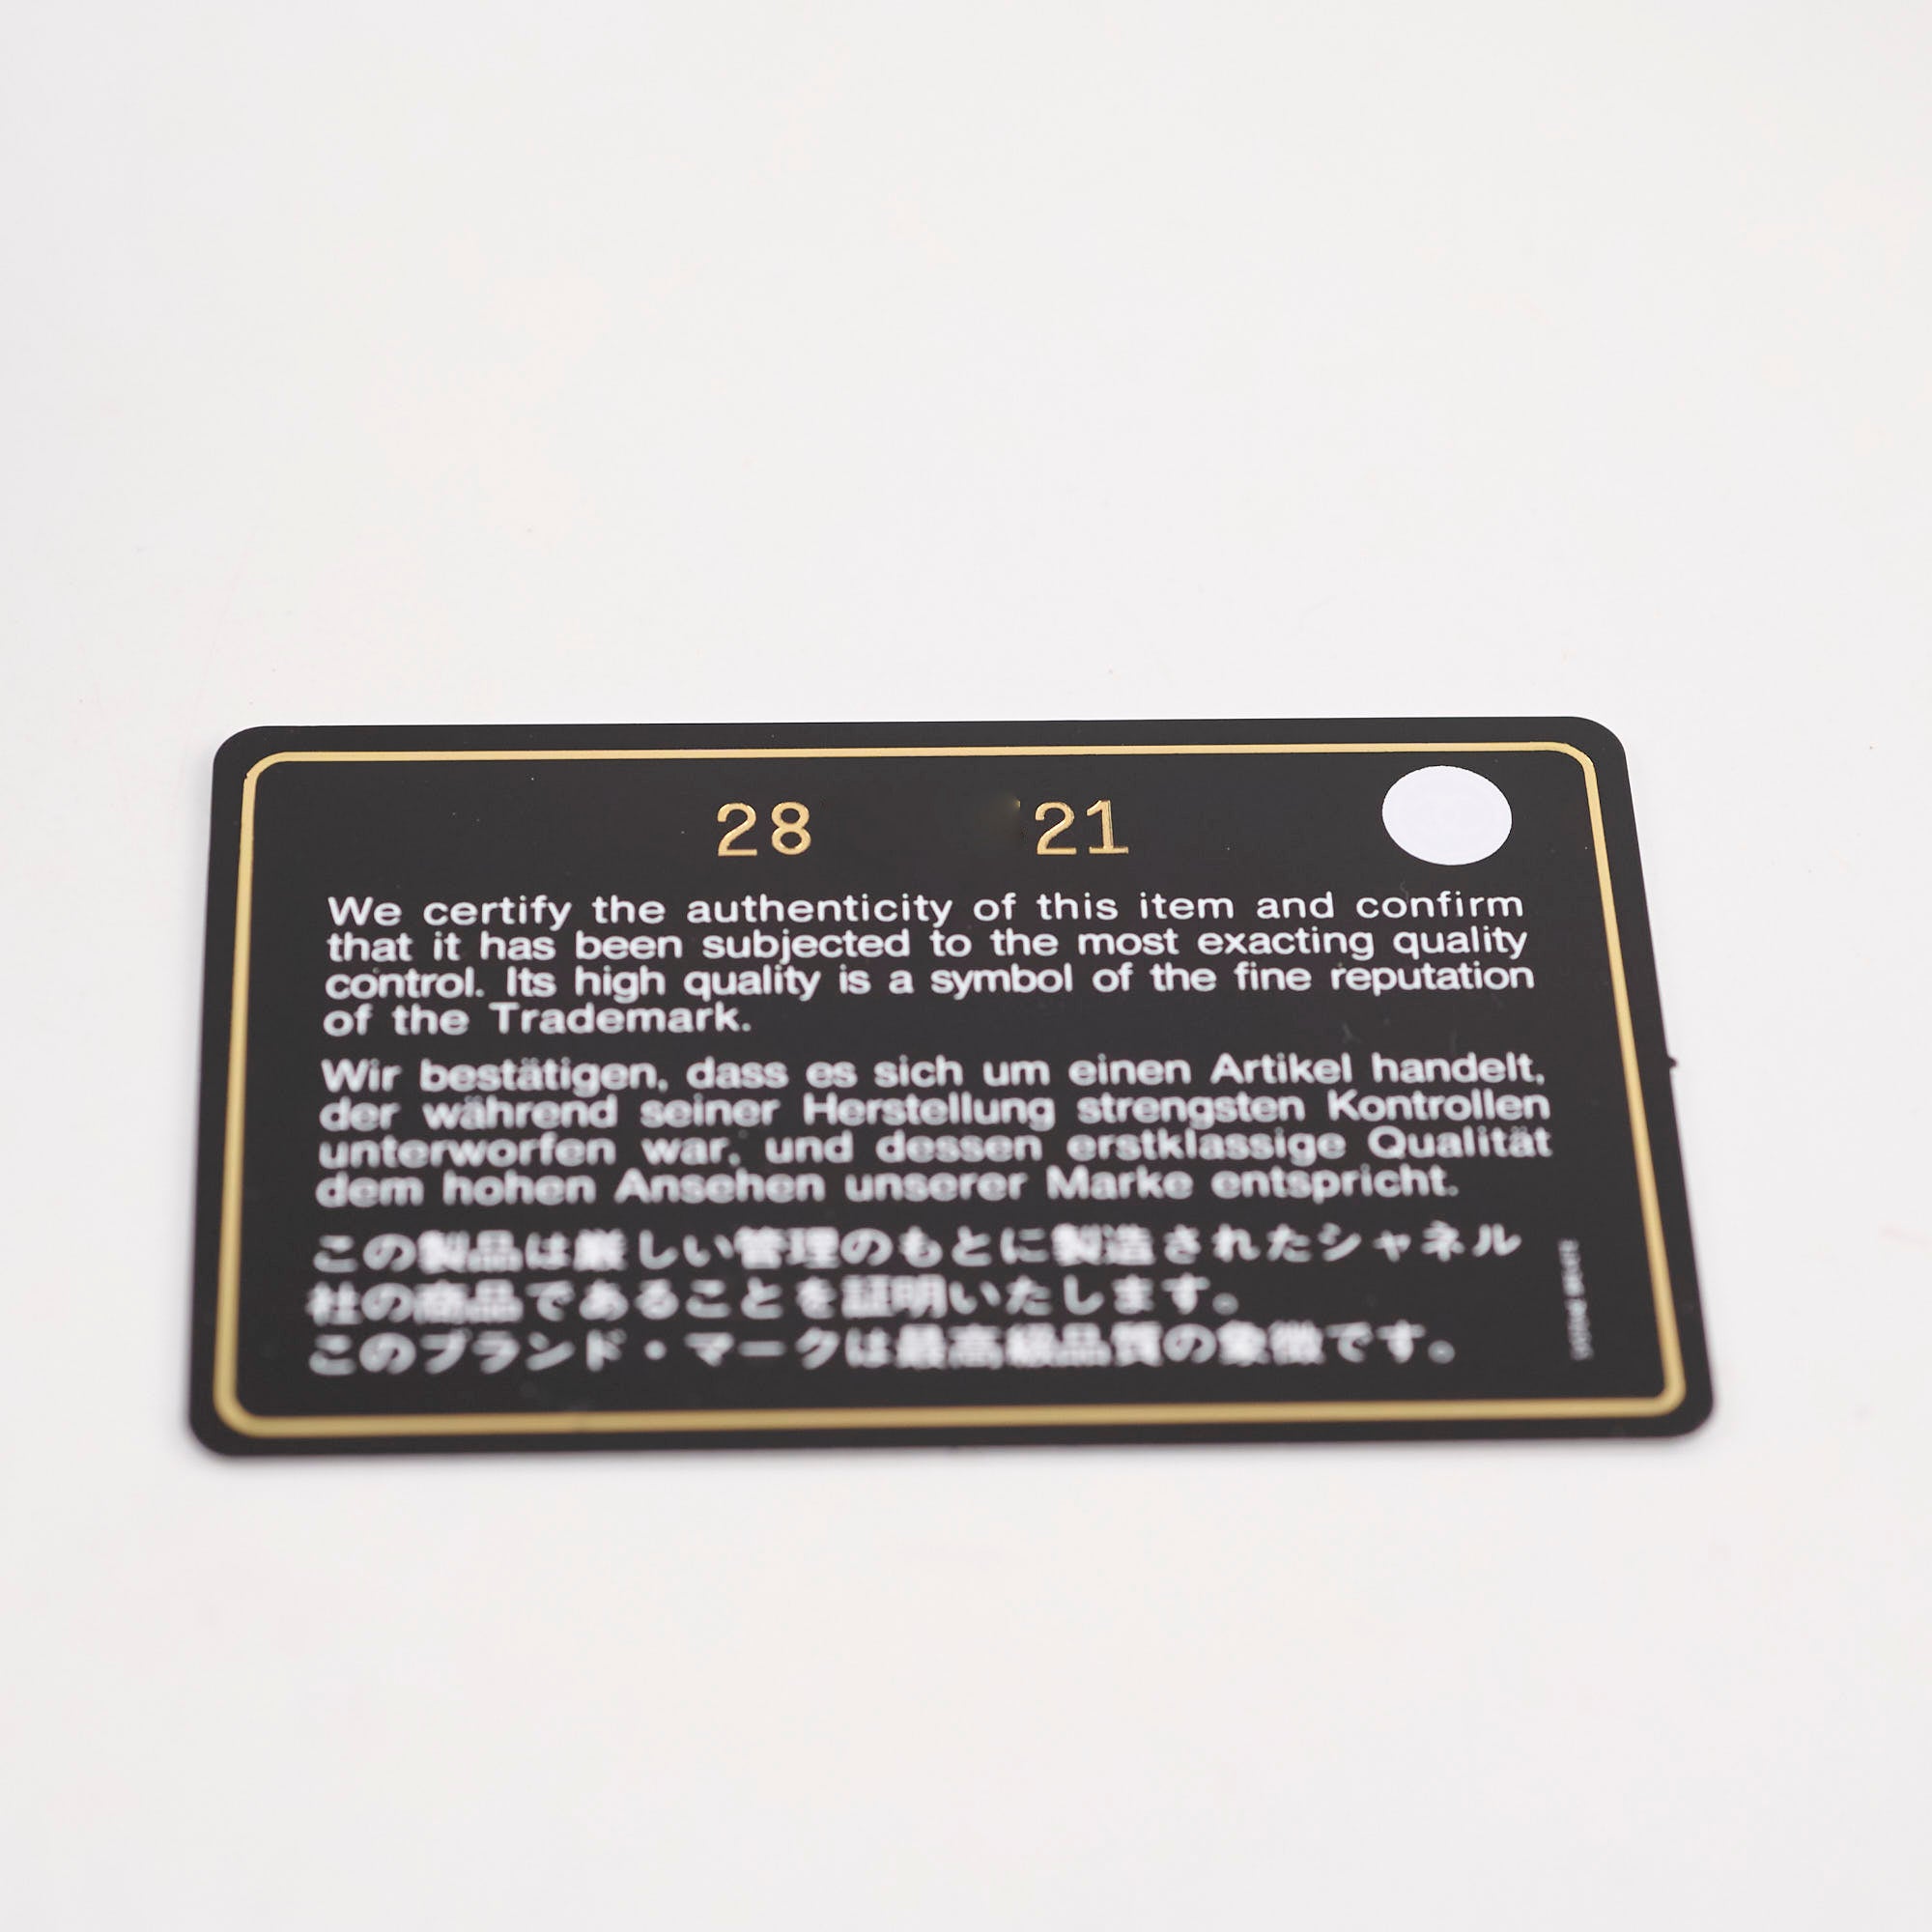 28 21
We certify the authenticity of this item and confirm
that it has been subjected to the most exacting quality
control. Its high quality is a symbol of the fine reputation
of the Trademark.
Wir bestätigen, dass es sich um einen Artikel handelt,
der während seiner Herstellung strengsten Kontrollen
unterworfen war, und dessen erstklassige Qualität
dem hohen Ansehen unserer Marke entspricht.
この製品は厳しい管理のもとに製造されたシャネル
社の商品であることを証明いたします。
このブランド・マークは最高級品質の象徴です。